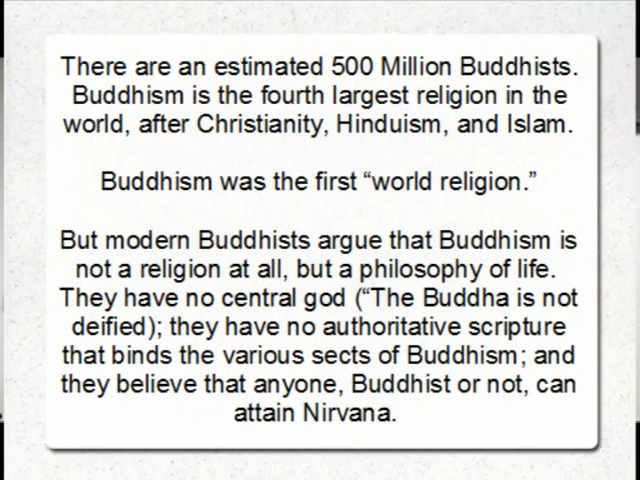 There are an estimated 500 Million Buddhists.
Buddhism is the fourth largest religion in the
world, after Christianity, Hinduism, and Islam.
Buddhism was the first “world religion.”
But modern Buddhists argue that Buddhism is
not a religion at all, but a philosophy of life.
They have no central god (“The Buddha is not
deified); they have no authoritative scripture
that binds the various sects of Buddhism; and
they believe that anyone, Buddhist or not, can
attain Nirvana.